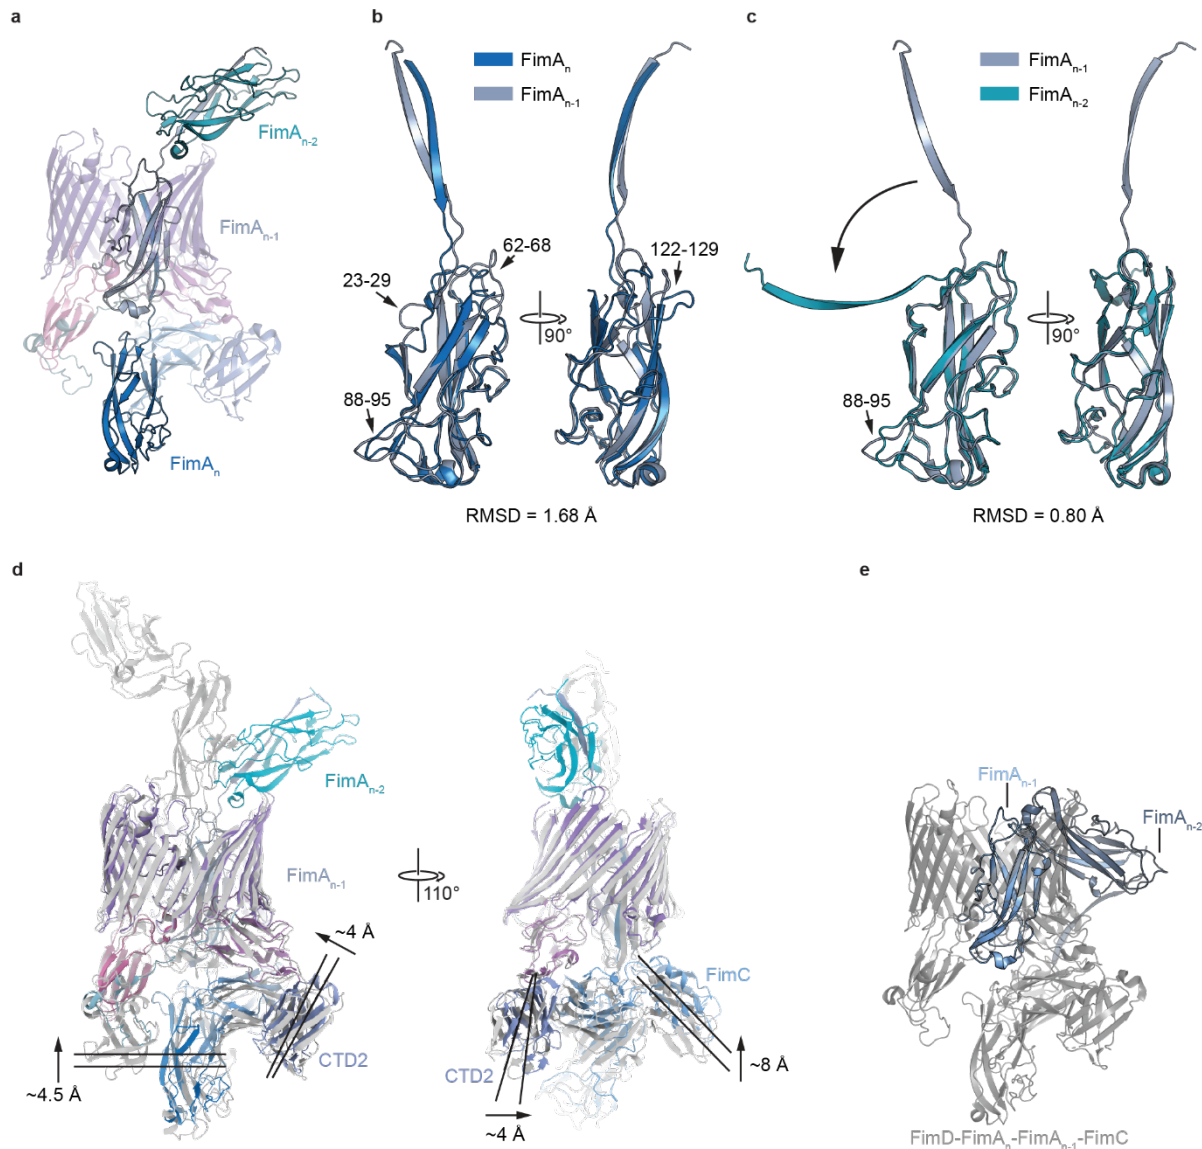 a
FimAn-2
FimAn-1
FimAn
b
FimAn
FimAn-1
62-68
122-129
23-29
90°
88-95
RMSD = 1.68 Å
c
FimAn-1
FimAn-2
90°
88-95
RMSD = 0.80 Å
d
FimAn-2
FimAn-1
~4 Å
CTD2
~4.5 Å
110°
FimC
CTD2
~8 Å
~4 Å
e
FimAn-1
FimAn-2
FimD-FimAn-FimAn-1-FimC